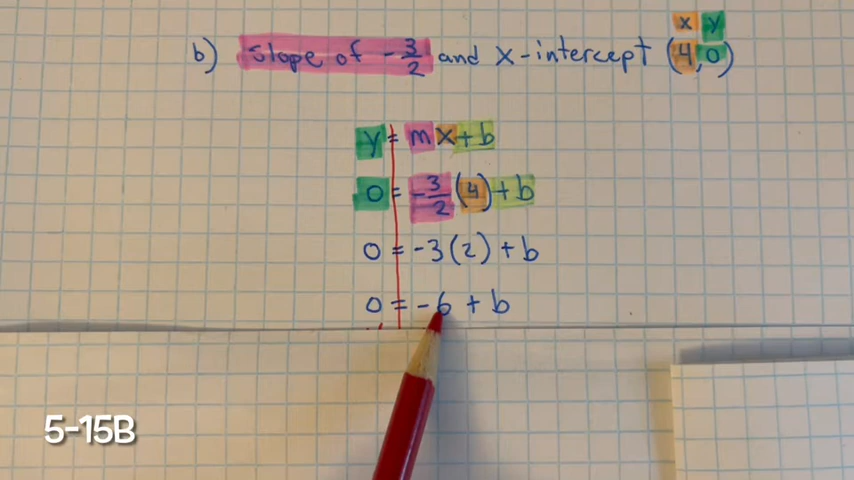 x y
b) Slope of -3/2 and x-intercept (4,0)
y = mx + b
0 = -3/2 (4) + b
0 = -3(2) + b
0 = -6 + b
5-15B